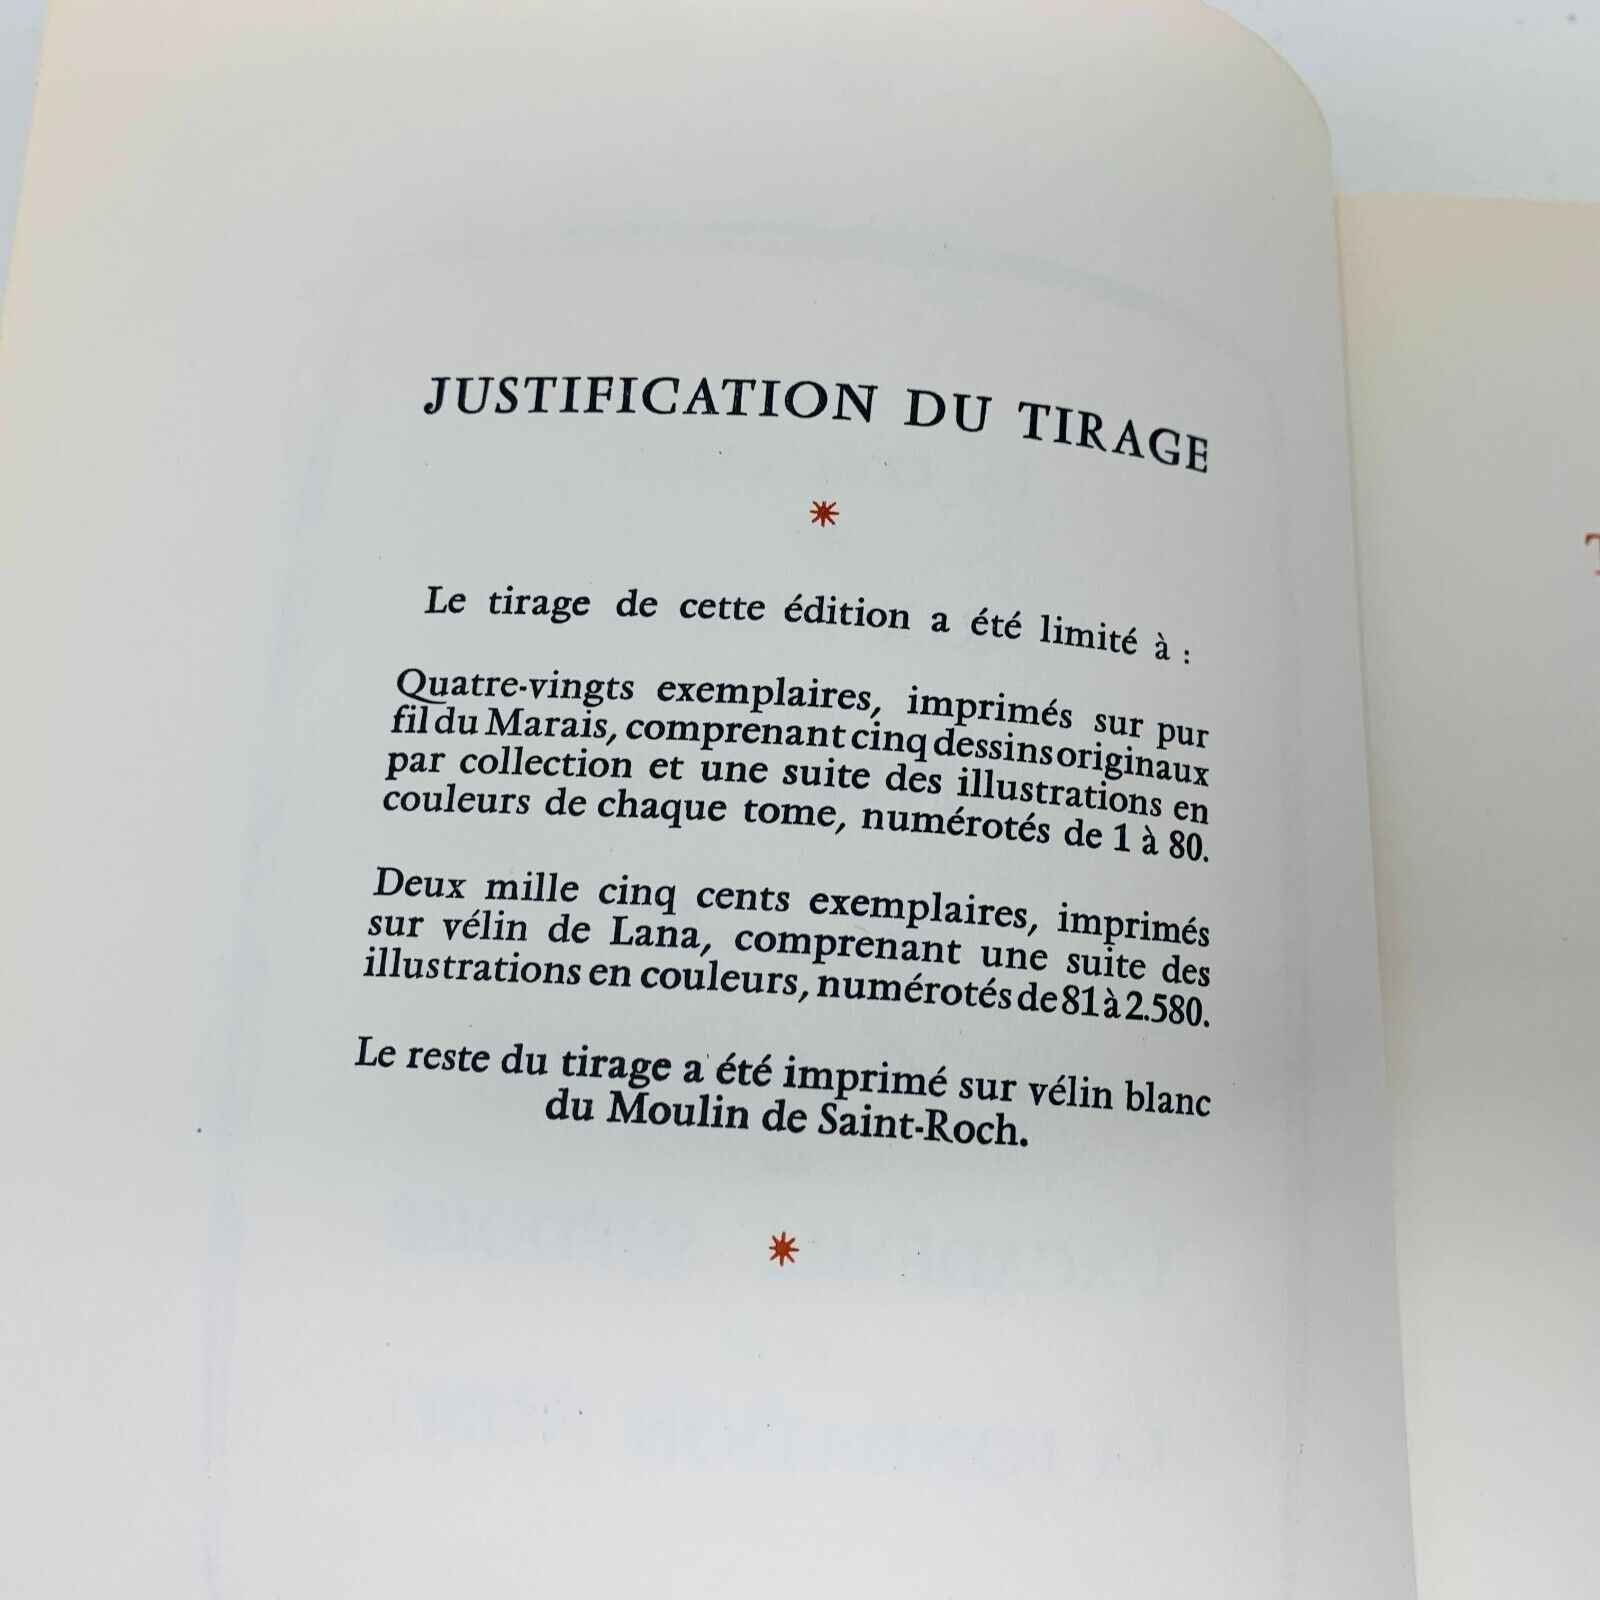 JUSTIFICATION DU TIRAGE
Le tirage de cette édition a été limité à :
Quatre-vingts exemplaires, imprimés sur pur
fil du Marais, comprenant cinq dessins originaux
par collection et une suite des illustrations en
couleurs de chaque tome, numérotés de 1 à 80.
Deux mille cinq cents exemplaires, imprimés
sur vélin de Lana, comprenant une suite des
illustrations en couleurs, numérotés de 81 à 2.580.
Le reste du tirage a été imprimé sur vélin blanc
du Moulin de Saint-Roch.